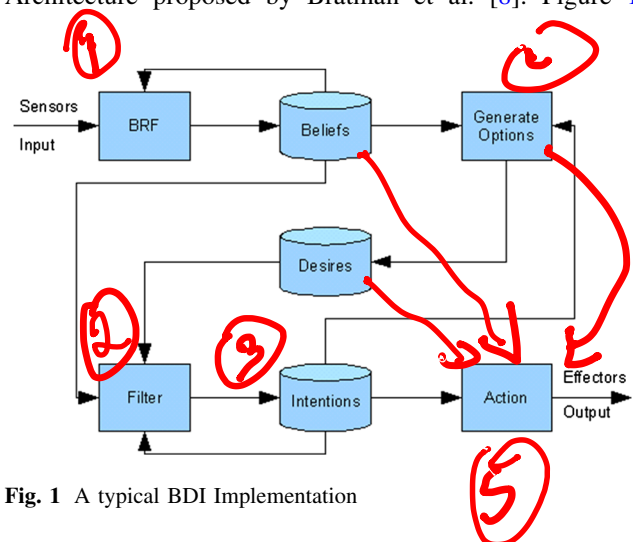 Architecture proposed by Bratman et al. [8]. Figure
1
Sensors
Input
BRF
Beliefs
Generate
Options
Desires
2
3
Filter
Intentions
Action
Effectors
Output
5
Fig. 1 A typical BDI Implementation